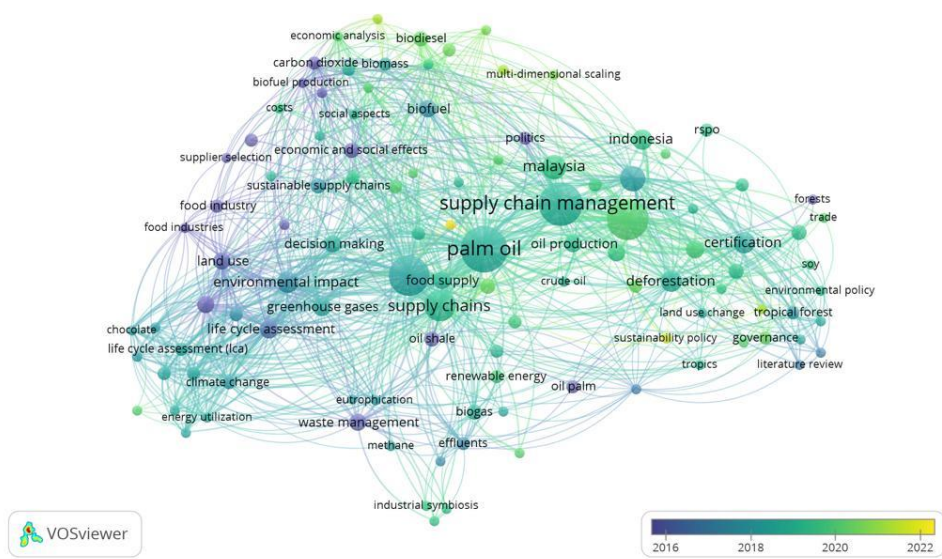 economic analysis
biodiesel
carbon dioxide
biomass
multi-dimensional scaling
biofuel production
costs
social aspects
biofuel
politics
indonesia
rspo
supplier selection
economic and social effects
malaysia
sustainable supply chains
food industry
supply chain management
forests
trade
food industries
decision making
palm oil
oil production
certification
land use
soy
environmental impact
food supply
crude oil
deforestation
environmental policy
greenhouse gases
supply chains
land use change
tropical forest
chocolate
life cycle assessment
oil shale
sustainability policy
governance
life cycle assessment (lca)
literature review
climate change
renewable energy
oil palm
tropics
energy utilization
eutrophication
waste management
biogas
methane
effluents
industrial symbiosis
VOSviewer
2016
2018
2020
2022